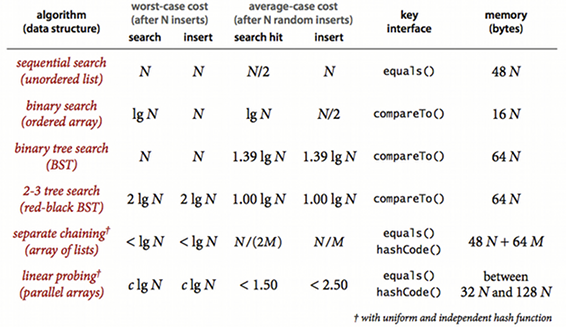 algorithm (data structure) worst-case cost (after N inserts) average-case cost (after N random inserts) key interface memory (bytes)
search insert search hit insert
sequential search (unordered list) N N N/2 N equals() 48 N
binary search (ordered array) lg N N lg N N/2 compareTo() 16 N
binary tree search (BST) N N 1.39 lg N 1.39 lg N compareTo() 64 N
2-3 tree search (red-black BST) 2 lg N 2 lg N 1.00 lg N 1.00 lg N compareTo() 64 N
separate chaining† (array of lists) < lg N < lg N N/(2M) N/M equals() hashCode() 48 N + 64 M
linear probing† (parallel arrays) c lg N c lg N < 1.50 < 2.50 equals() hashCode() between 32 N and 128 N
† with uniform and independent hash function